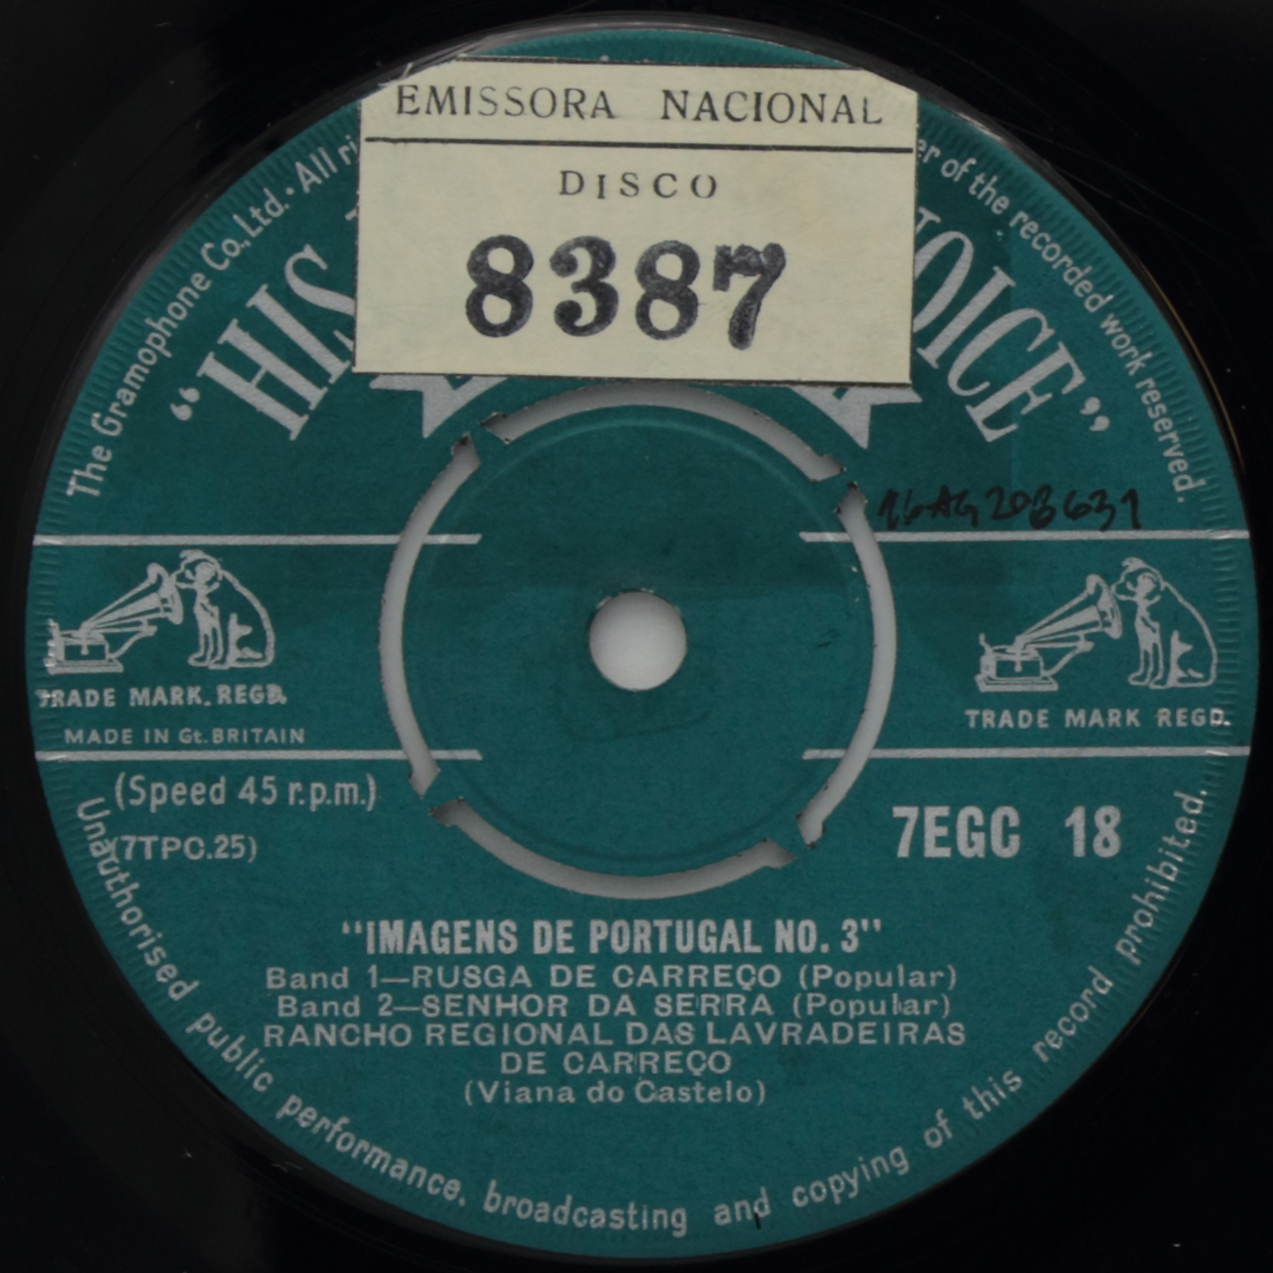 EMISSORA NACIONAL
DISCO
8387
The Gramophone Co., Ltd. • All
of the recorded work reserved.
"HIS VOICE"
TRADE MARK. REGD.
MADE IN Gt. BRITAIN
TRADE MARK REGD.
(Speed 45 r.p.m.)
(7TPC.25)
7EGC 18
"IMAGENS DE PORTUGAL NO. 3"
Band 1—RUSGA DE CARREÇO (Popular)
Band 2—SENHOR DA SERRA (Popular)
RANCHO REGIONAL DAS LAVRADEIRAS
DE CARREÇO
(Viana do Castelo)
Unauthorised public performance. broadcasting and copying of this record prohibited.